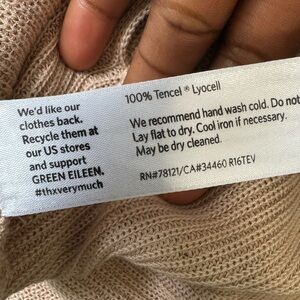 We'd like our
clothes back.
Recycle them at
our US stores
and support
GREEN EILEEN.
#thxverymuch
100% Tencel ® Lyocell
We recommend hand wash cold. Do not
Lay flat to dry. Cool iron if necessary.
May be dry cleaned.
RN#78121/CA#34460 R16TEV